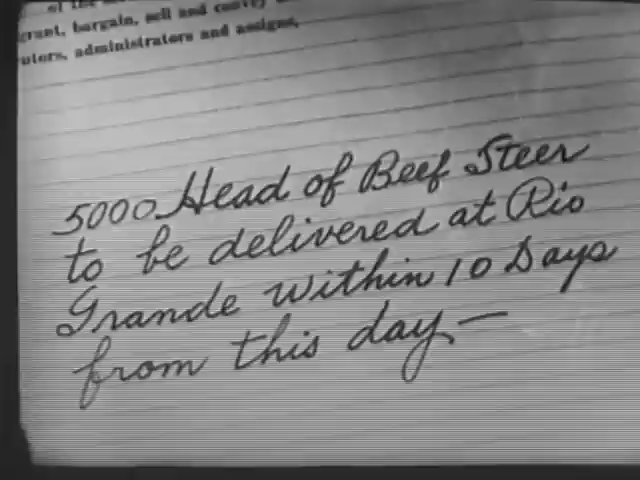 grant, bargain, sell and convey
administrators and assigns,
5000 Head of Beef Steer
to be delivered at Rio
Grande within 10 Days
from this day, —